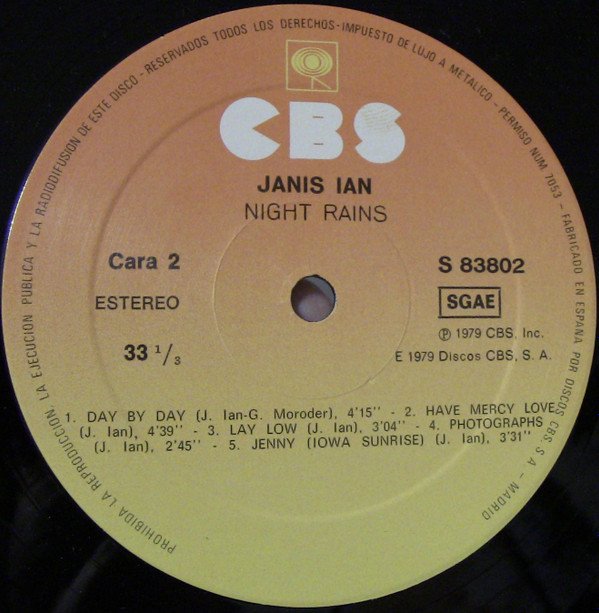 PROHIBIDA LA REPRODUCCION, LA EJECUCION PUBLICA Y LA RADIODIFUSION DE ESTE DISCO - RESERVADOS TODOS LOS DERECHOS - IMPUESTO DE LUJO A METALICO - PERMISO NUM 7053 - FABRICADO EN ESPAÑA POR DISCOS CBS, S A - MADRID
CBS
JANIS IAN
NIGHT RAINS
Cara 2
S 83802
ESTEREO
SGAE
33 1/3
Ⓟ 1979 CBS, Inc.
E 1979 Discos CBS, S. A.
1. DAY BY DAY (J. Ian-G. Moroder), 4'15'' - 2. HAVE MERCY LOVE
(J. Ian), 4'39'' - 3. LAY LOW (J. Ian), 3'04'' - 4. PHOTOGRAPHS
(J. Ian), 2'45'' - 5. JENNY (IOWA SUNRISE) (J. Ian), 3'31''